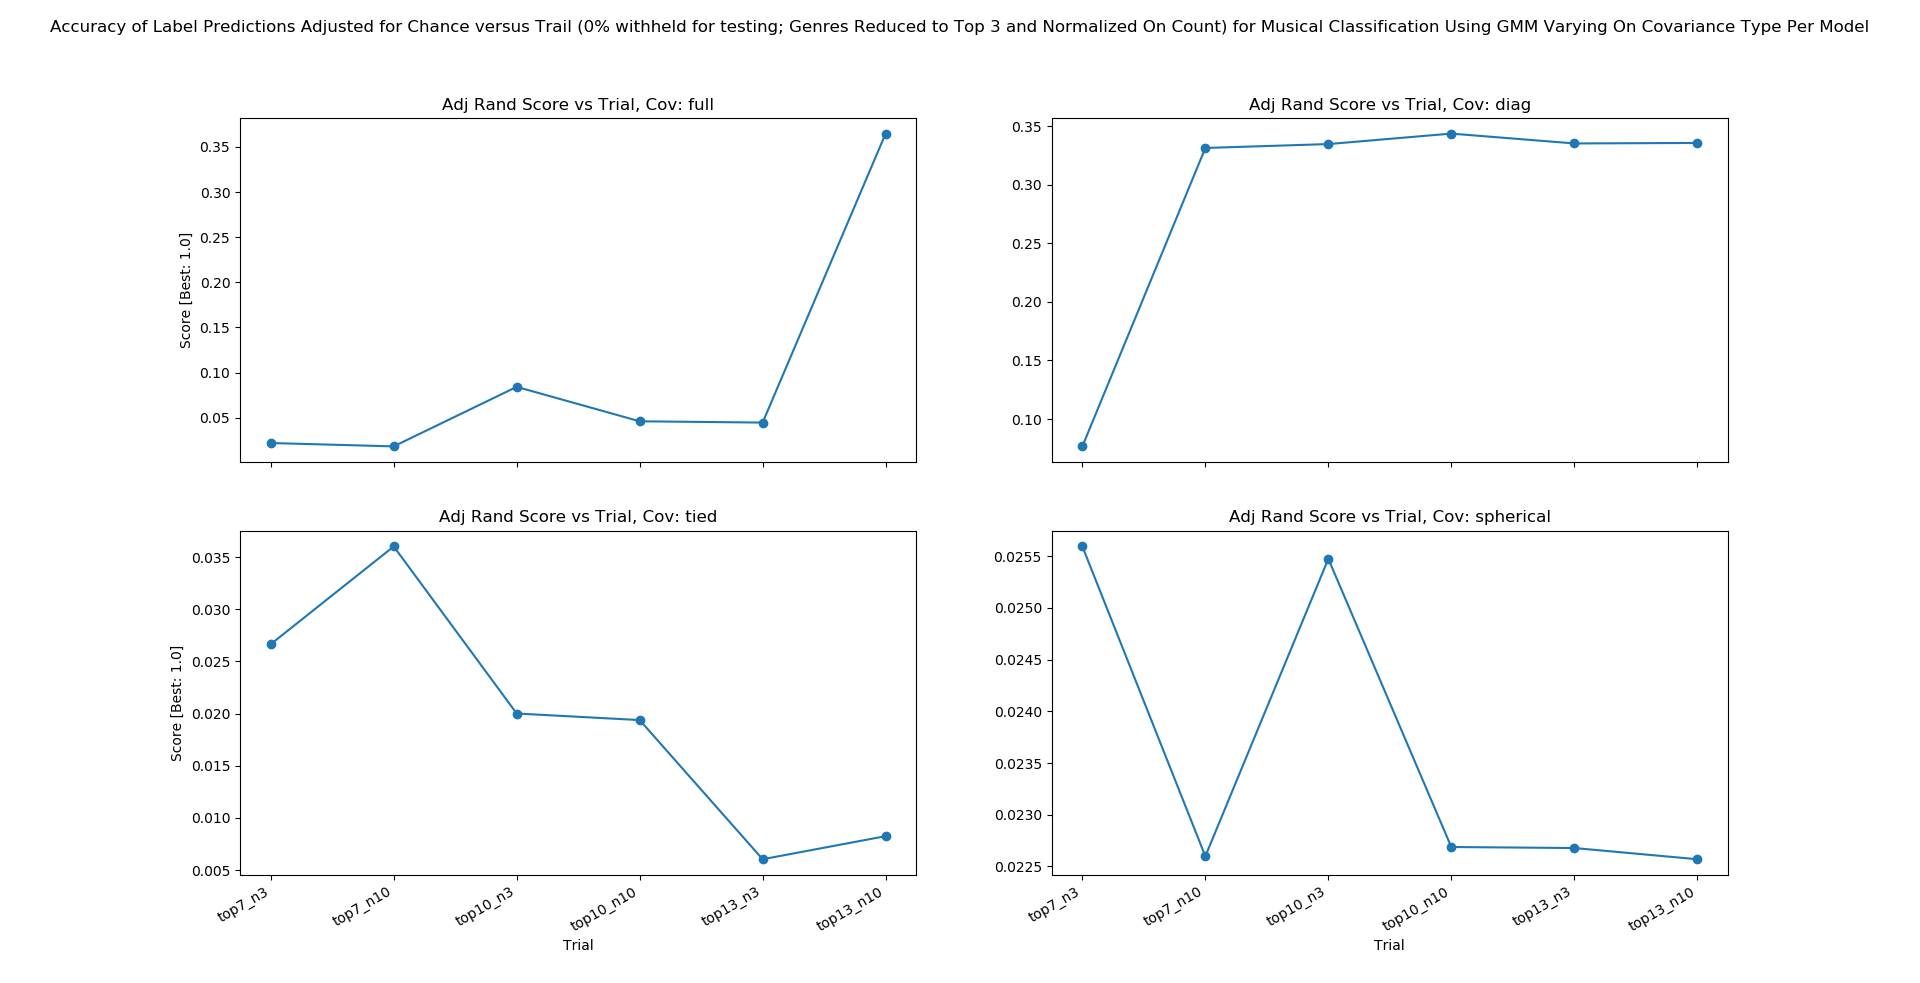 Accuracy of Label Predictions Adjusted for Chance versus Trail (0% withheld for testing; Genres Reduced to Top 3 and Normalized On Count) for Musical Classification Using GMM Varying On Covariance Type Per Model
Adj Rand Score vs Trial, Cov: full
Score [Best: 1.0]
0.35
0.30
0.25
0.20
0.15
0.10
0.05
Adj Rand Score vs Trial, Cov: diag
0.35
0.30
0.25
0.20
0.15
0.10
Adj Rand Score vs Trial, Cov: tied
Score [Best: 1.0]
0.035
0.030
0.025
0.020
0.015
0.010
0.005
top7_n3
top7_n10
top10_n3
top10_n10
top13_n3
top13_n10
Trial
Adj Rand Score vs Trial, Cov: spherical
0.0255
0.0250
0.0245
0.0240
0.0235
0.0230
0.0225
top7_n3
top7_n10
top10_n3
top10_n10
top13_n3
top13_n10
Trial